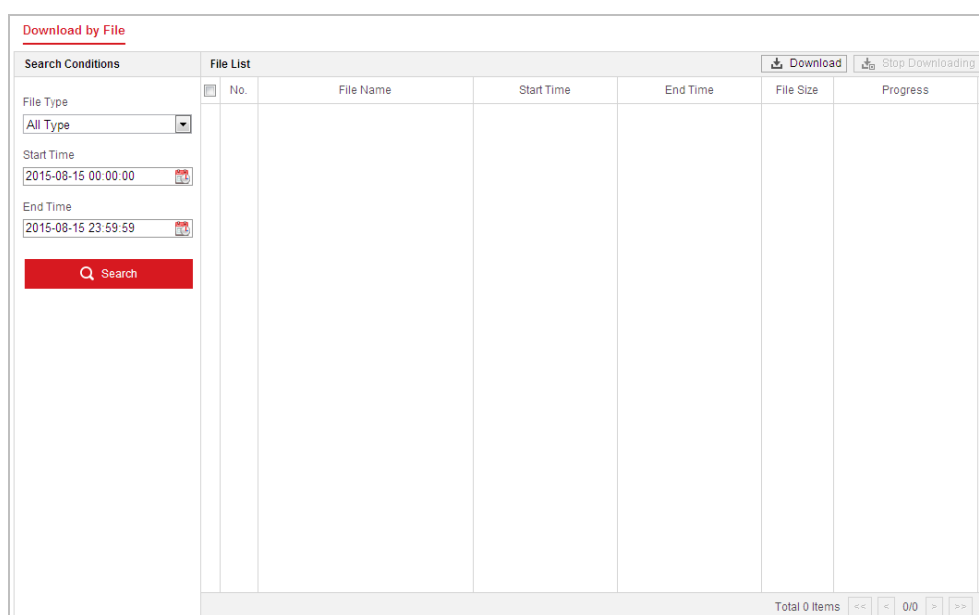 Download by File
Search Conditions
File List
Download
Stop Downloading
No.
File Name
Start Time
End Time
File Size
Progress
File Type
All Type
Start Time
2015-08-15 00:00:00
End Time
2015-08-15 23:59:59
Search
Total 0 Items << < 0/0 > >>